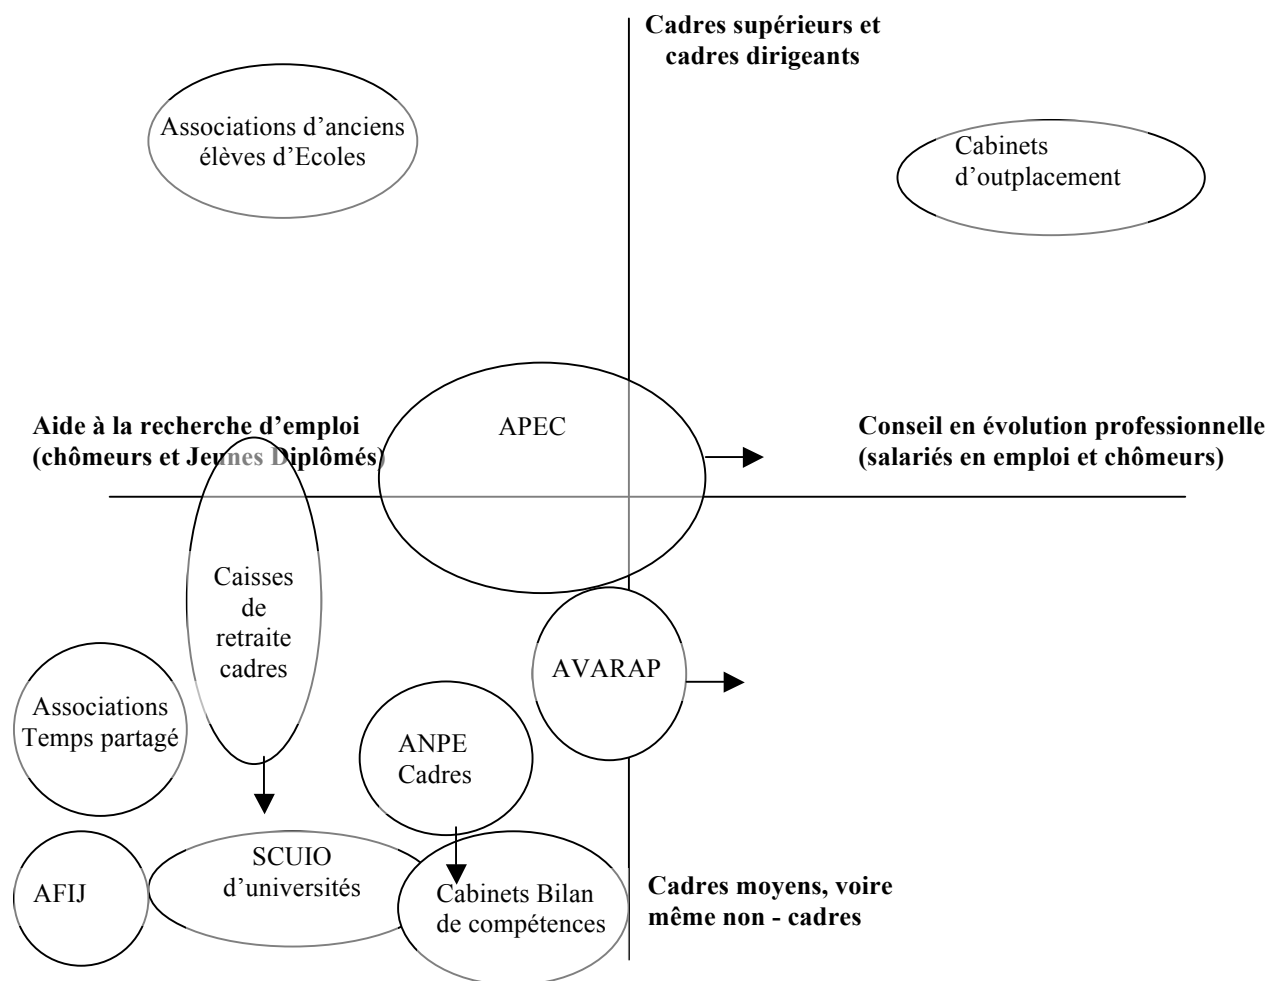 Cadres supérieurs et
cadres dirigeants
Associations d’anciens
élèves d’Ecoles
Cabinets
d’outplacement
Aide à la recherche d’emploi
(chômeurs et Jeunes Diplômés)
APEC
Conseil en évolution professionnelle
(salariés en emploi et chômeurs)
Caisses
de
retraite
cadres
AVARAP
Associations
Temps partagé
ANPE
Cadres
SCUIO
d’universités
AFIJ
Cabinets Bilan
de compétences
Cadres moyens, voire
même non - cadres